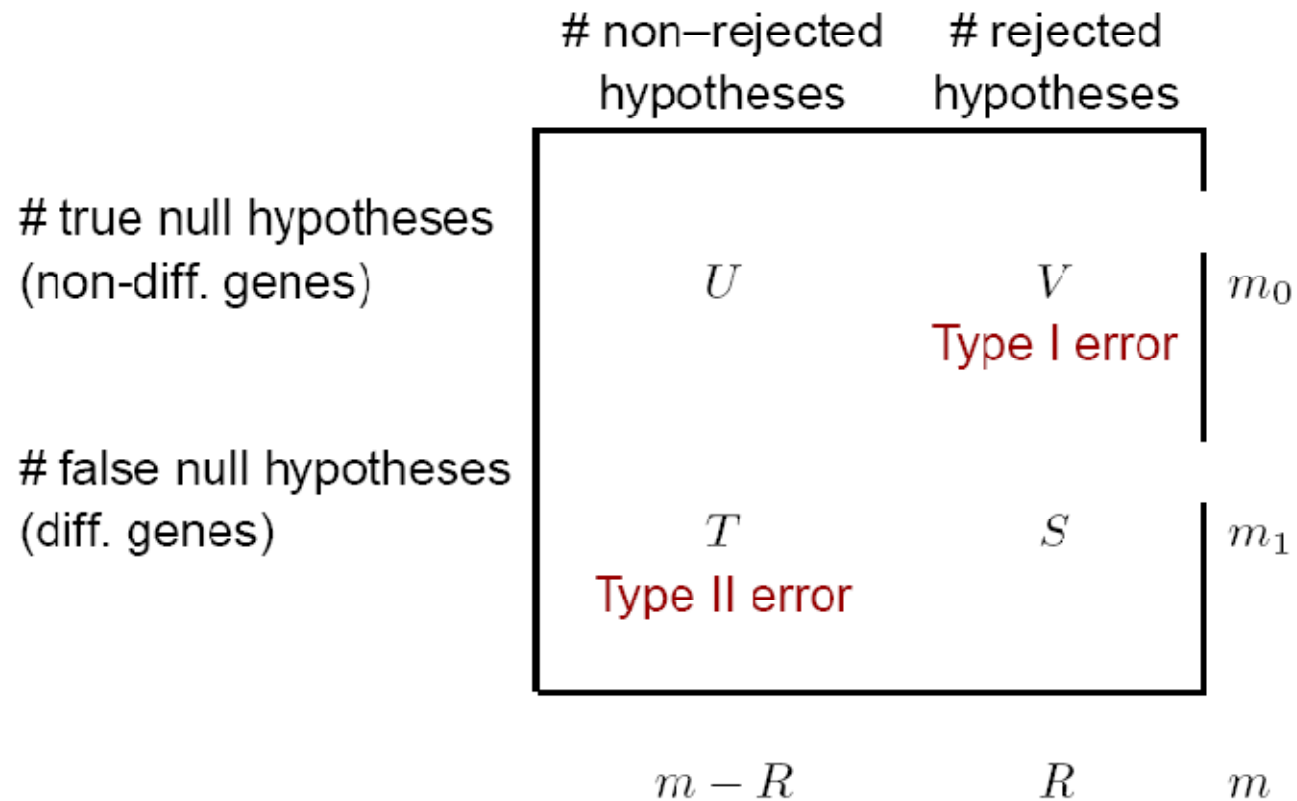 # non–rejected # rejected
hypotheses hypotheses
# true null hypotheses
(non-diff. genes) U V m₀
Type I error
# false null hypotheses
(diff. genes) T S m₁
Type II error
m − R R m